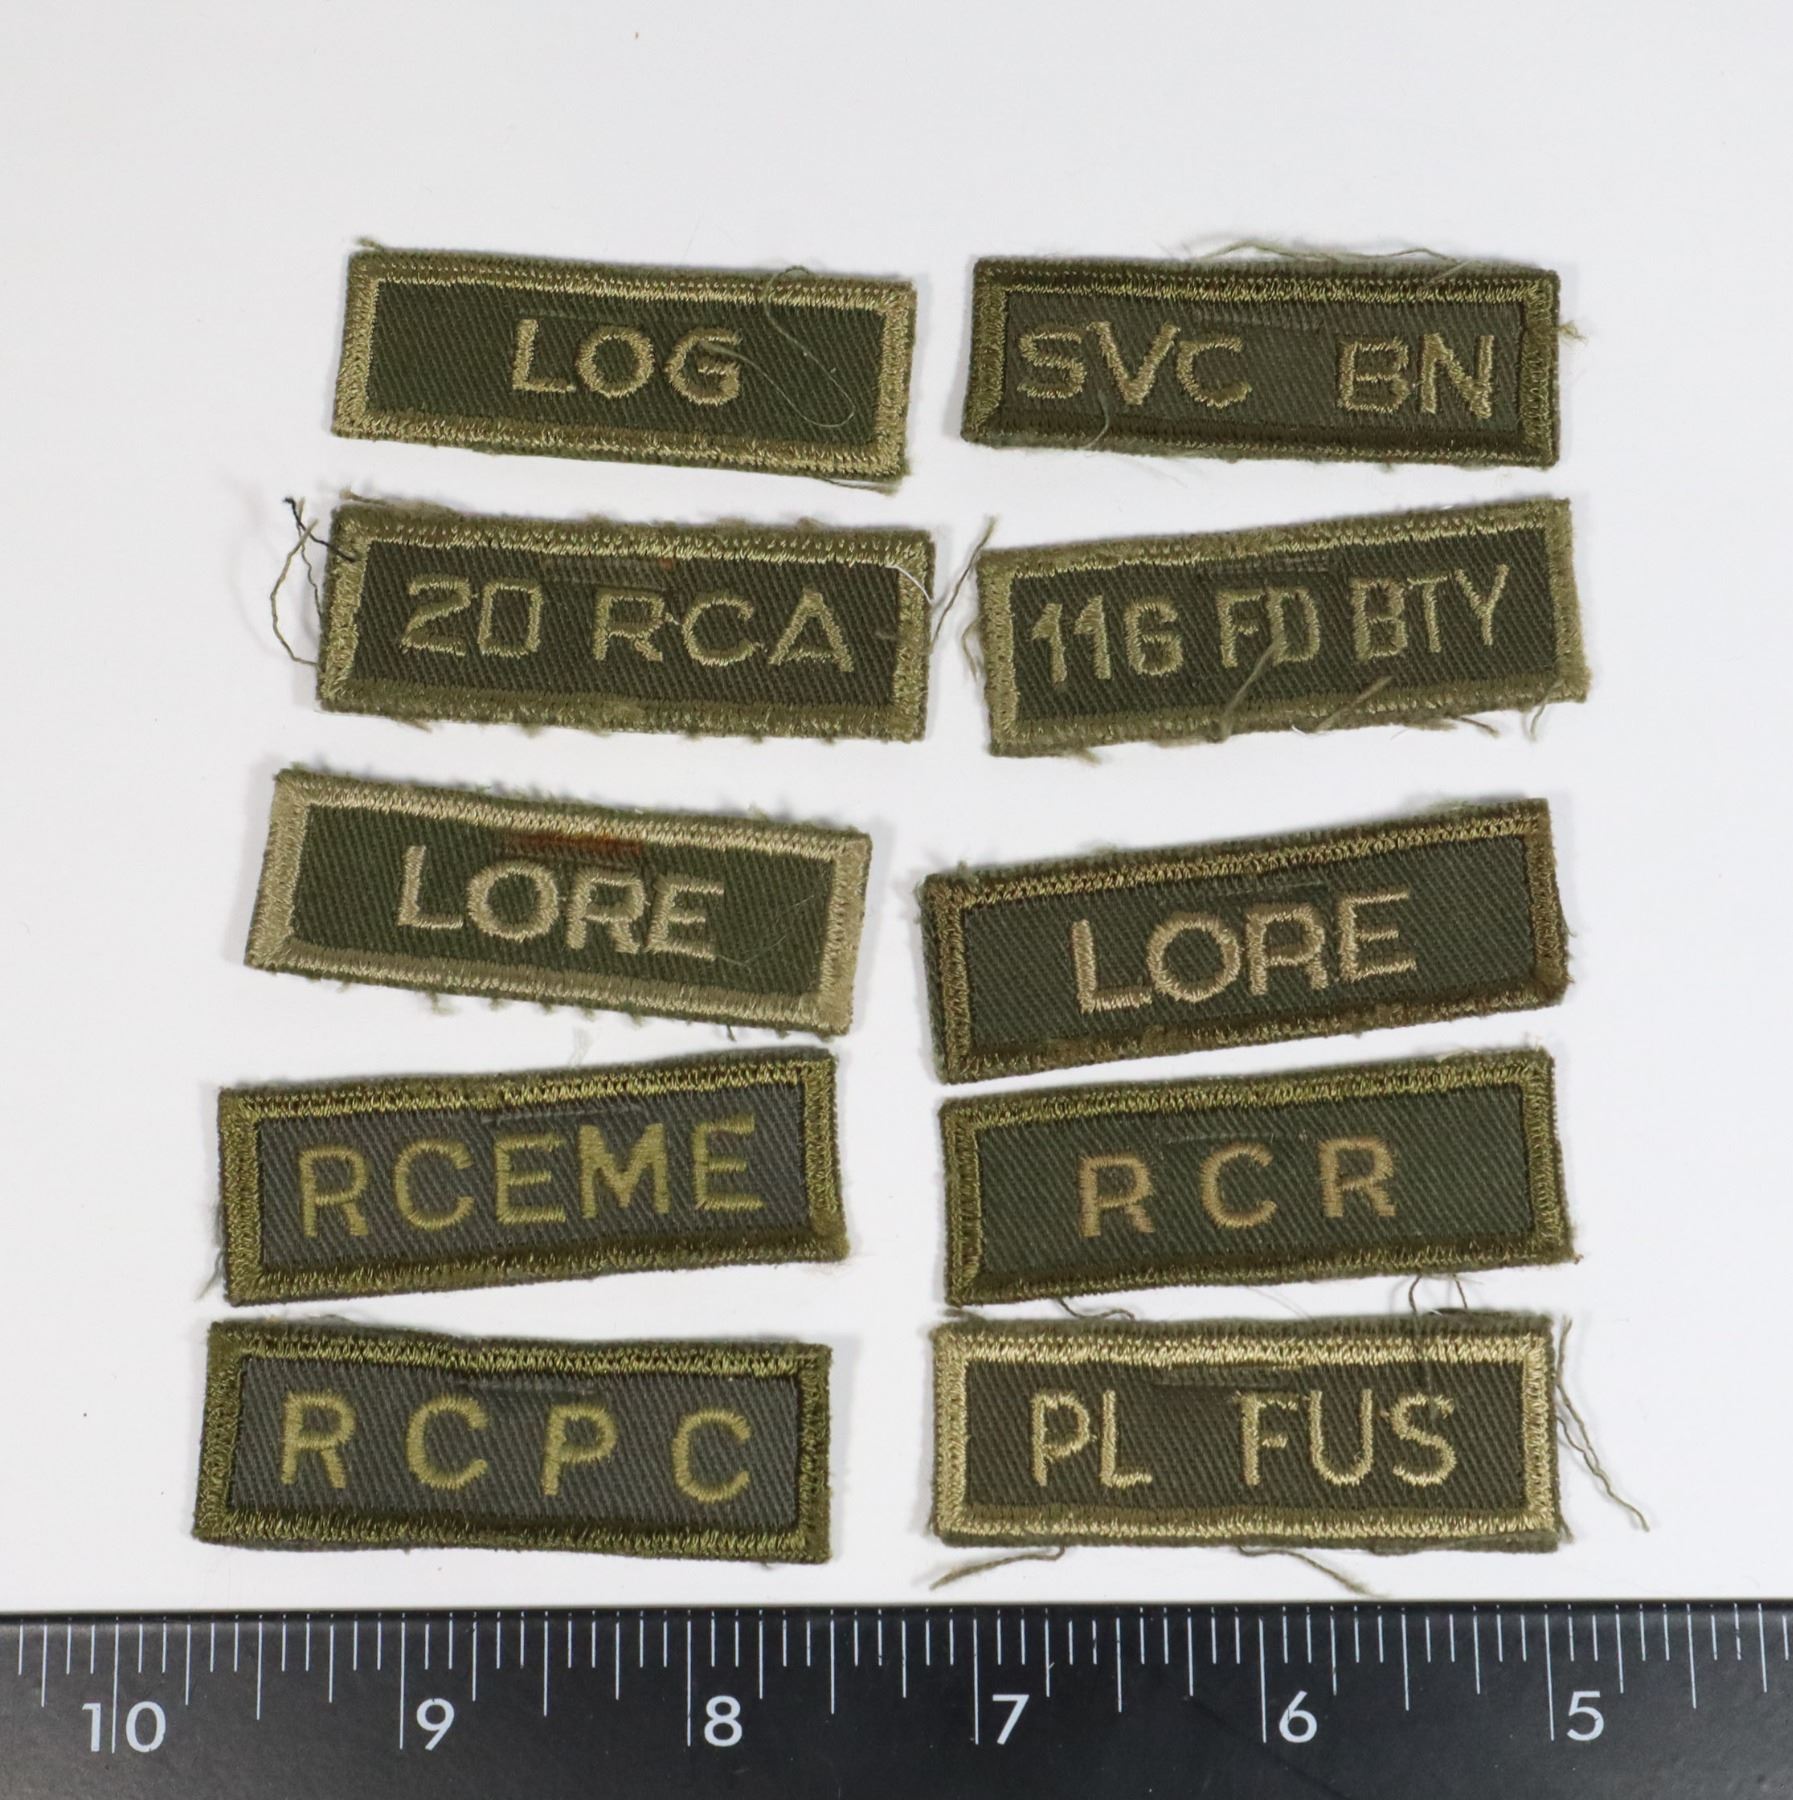 LOG
SVC BN
20 RCA
116 FD BTY
LORE
LORE
RCEME
R C R
R C P C
PL FUS
10 9 8 7 6 5